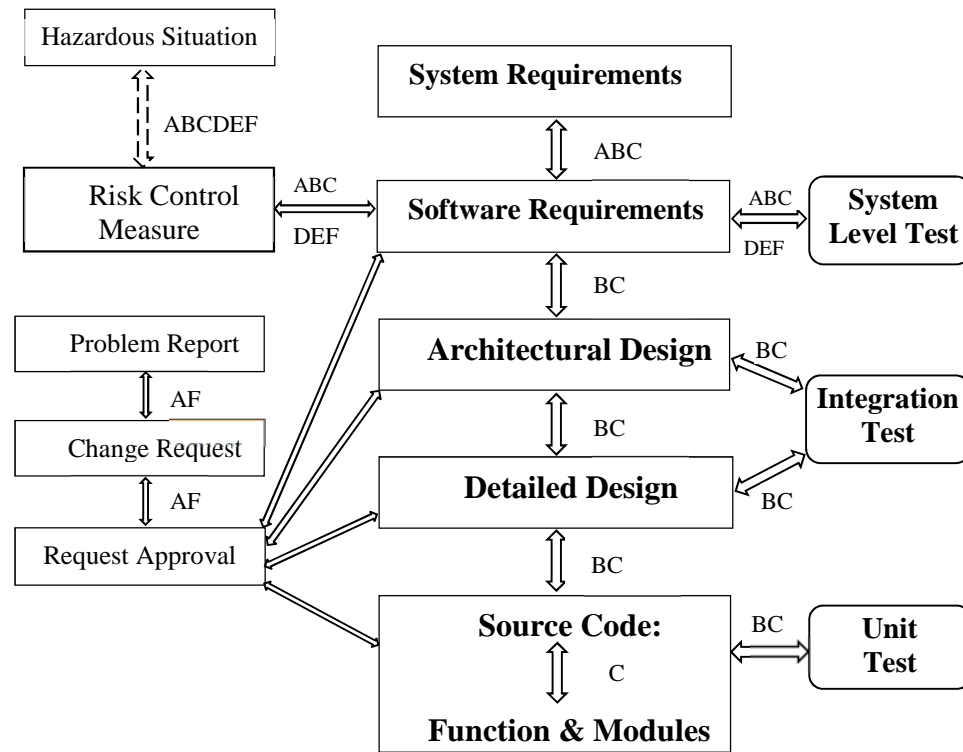 Hazardous Situation
System Requirements
ABCDEF
ABC
Risk Control
Measure
ABC
DEF
Software Requirements
ABC
DEF
System
Level Test
BC
Problem Report
Architectural Design
BC
AF
Integration
Test
Change Request
BC
AF
Detailed Design
BC
Request Approval
BC
Source Code:
BC
Unit
Test
C
Function & Modules